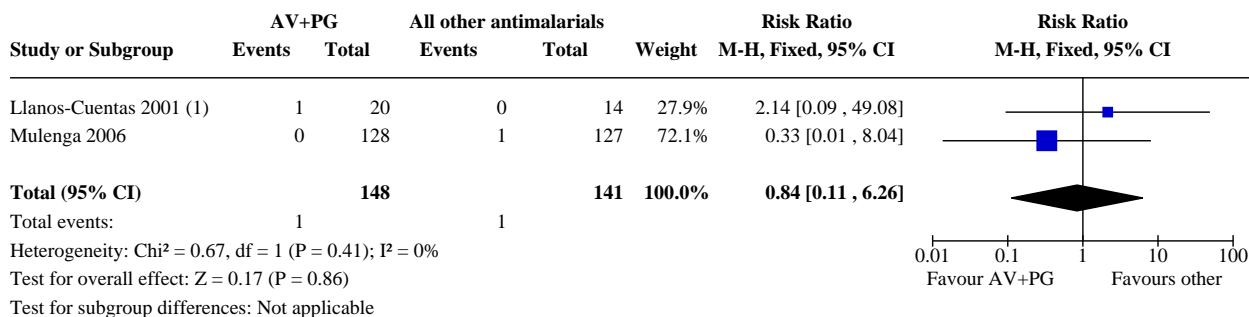 AV+PG All other antimalarials Risk Ratio Risk Ratio
Study or Subgroup Events Total Events Total Weight M-H, Fixed, 95% CI M-H, Fixed, 95% CI
Llanos-Cuentas 2001 (1) 1 20 0 14 27.9% 2.14 [0.09 , 49.08]
Mulenga 2006 0 128 1 127 72.1% 0.33 [0.01 , 8.04]
Total (95% CI) 148 141 100.0% 0.84 [0.11 , 6.26]
Total events: 1 1
Heterogeneity: Chi² = 0.67, df = 1 (P = 0.41); I² = 0%
0.01 0.1 1 10 100
Test for overall effect: Z = 0.17 (P = 0.86)
Favour AV+PG Favours other
Test for subgroup differences: Not applicable